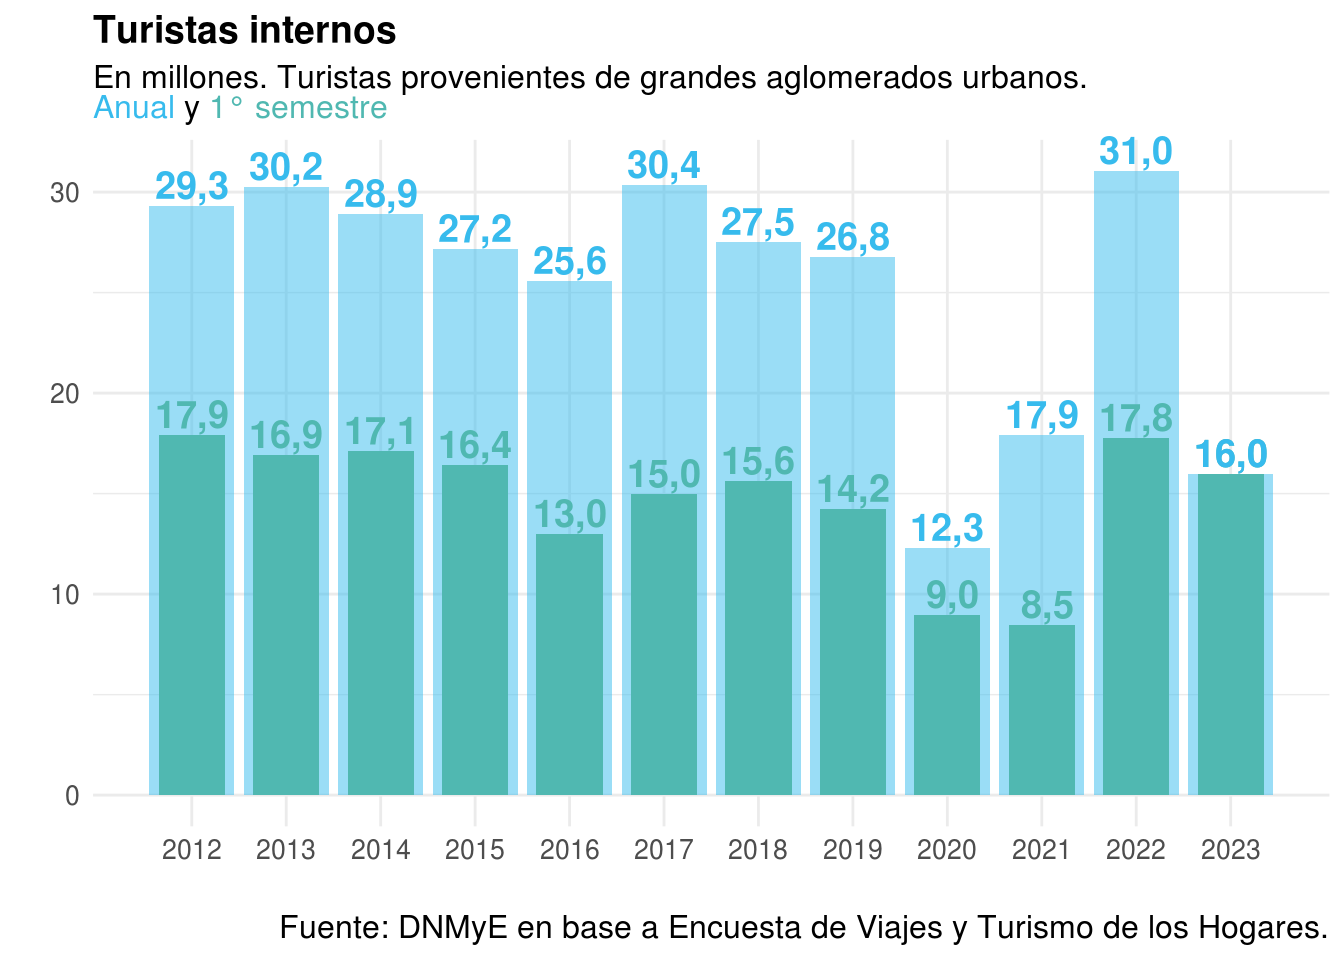 Turistas internos
En millones. Turistas provenientes de grandes aglomerados urbanos.
Anual y 1° semestre
29,3 30,2 28,9 27,2 25,6 30,4 27,5 26,8 12,3 17,9 31,0 16,0
17,9 16,9 17,1 16,4 13,0 15,0 15,6 14,2 9,0 8,5 17,8
30
20
10
0
2012 2013 2014 2015 2016 2017 2018 2019 2020 2021 2022 2023
Fuente: DNMyE en base a Encuesta de Viajes y Turismo de los Hogares.